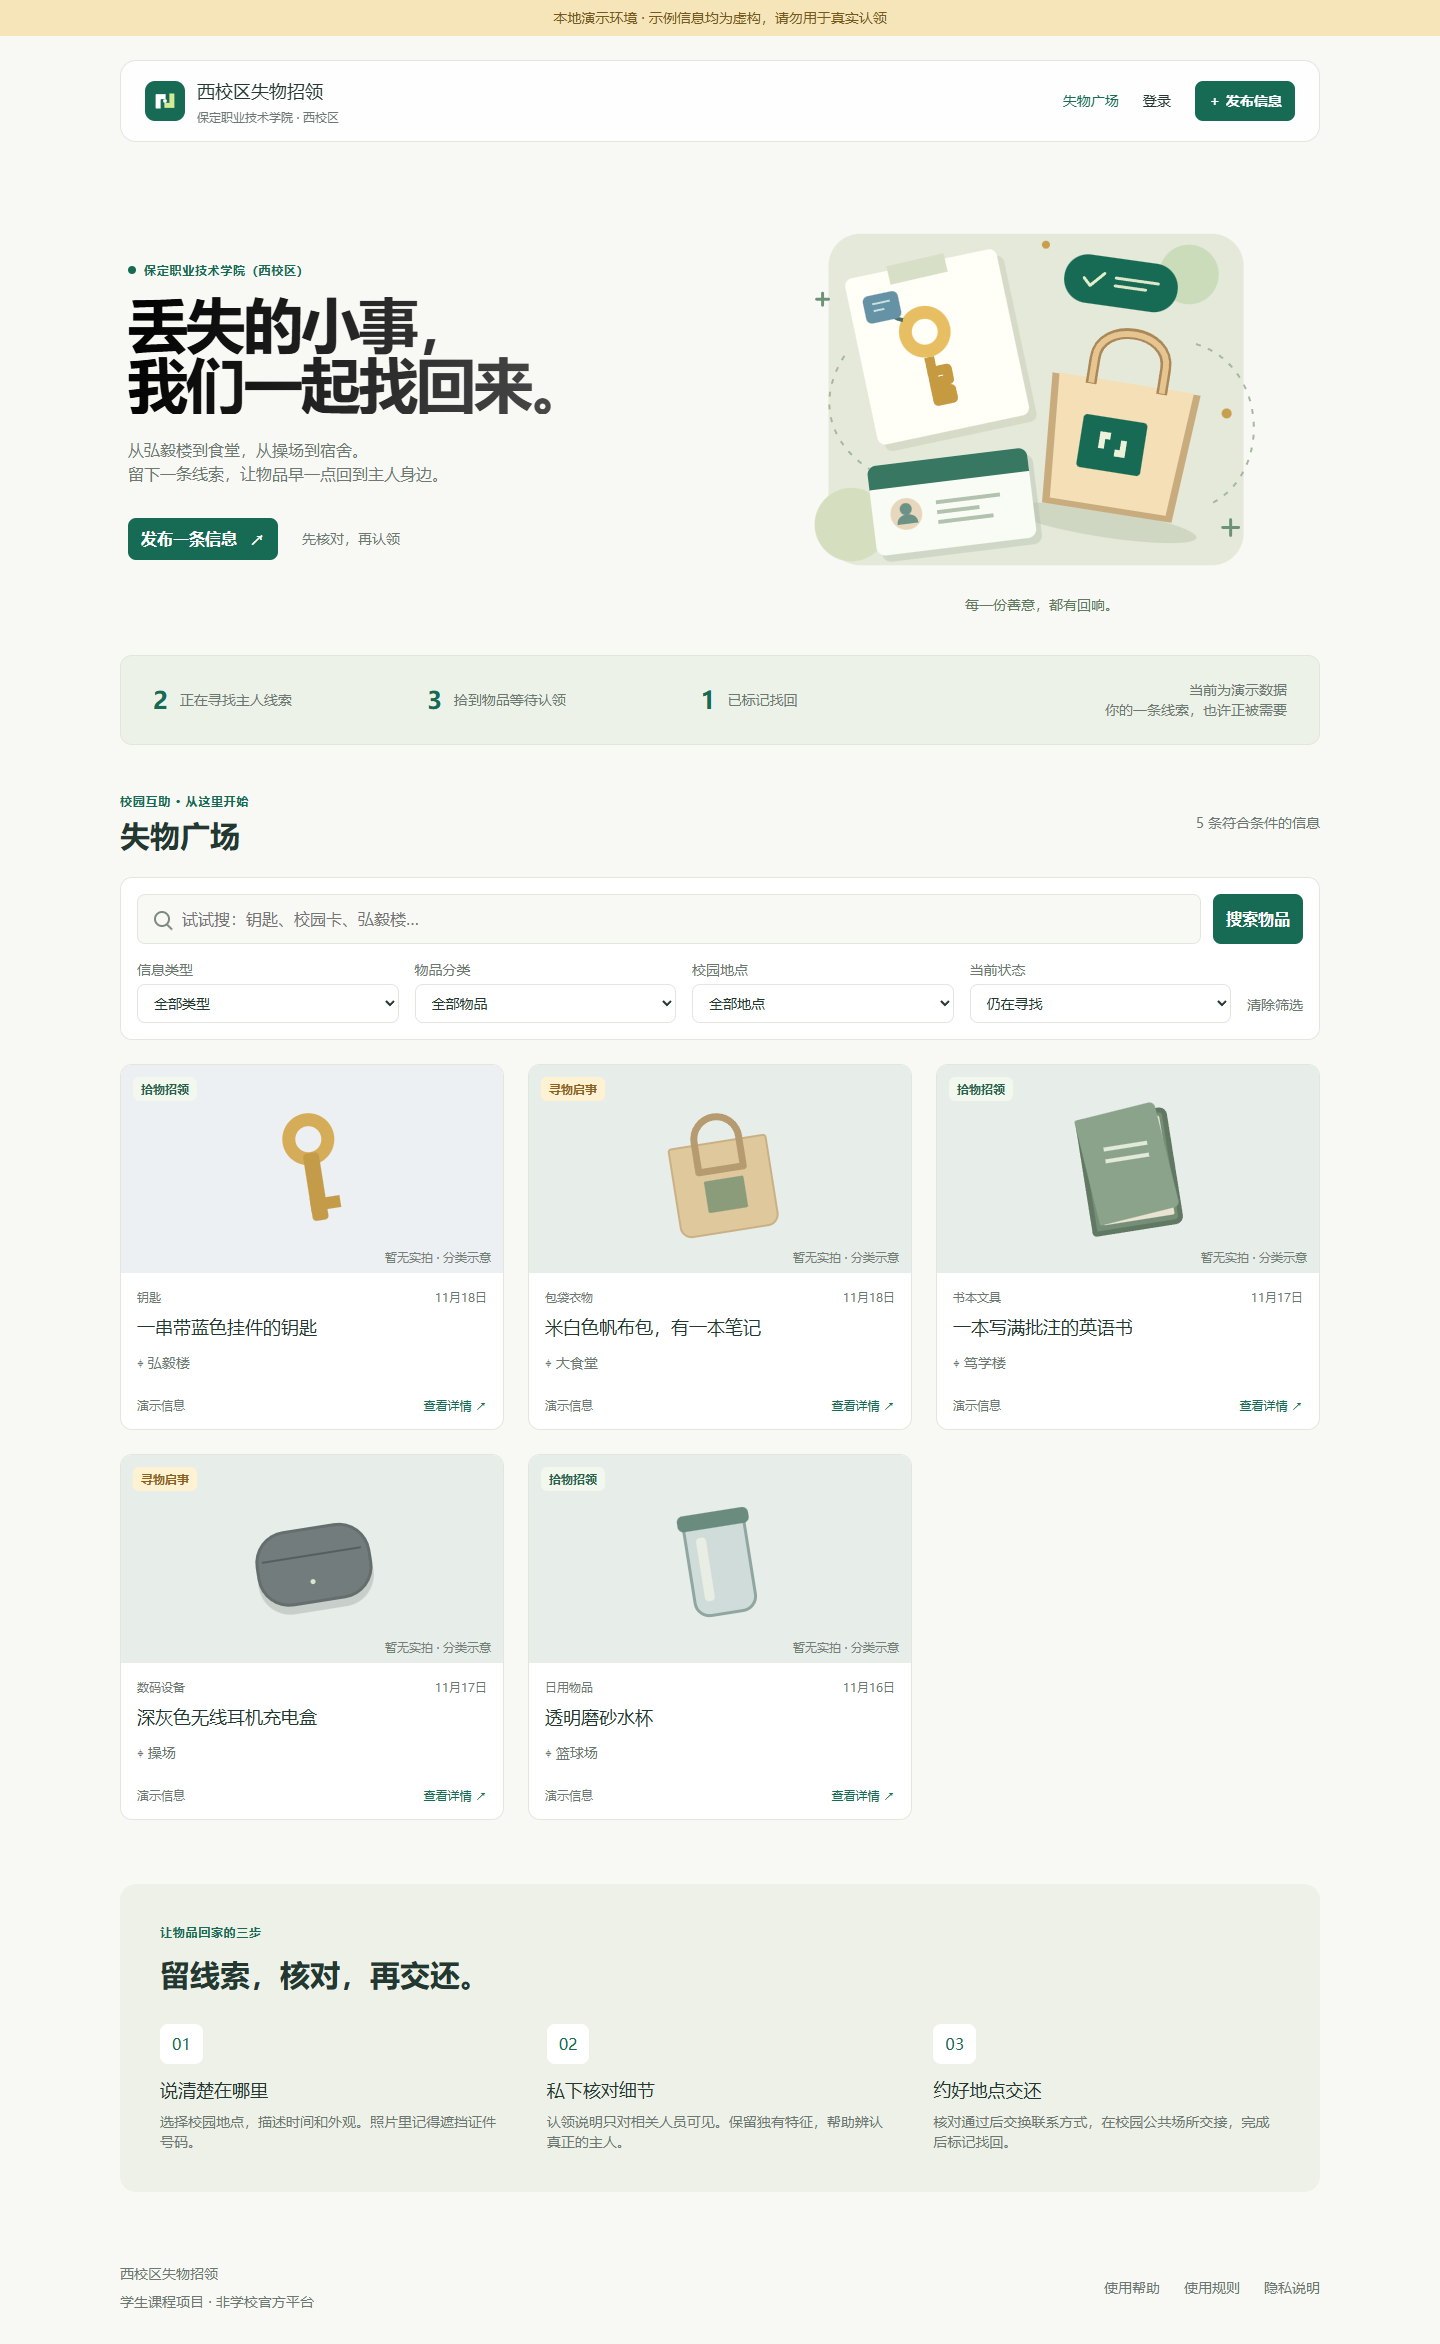 本地演示环境 · 示例信息均为虚构，请勿用于真实认领
西校区失物招领
保定职业技术学院 · 西校区
失物广场
登录
+ 发布信息
保定职业技术学院（西校区）
丢失的小事，
我们一起找回来。
从弘毅楼到食堂，从操场到宿舍。
留下一条线索，让物品早一点回到主人身边。
发布一条信息 ↗
先核对，再认领
每一份善意，都有回响。
2 正在寻找主人线索
3 拾到物品等待认领
1 已标记找回
当前为演示数据
你的一条线索，也许正被需要
校园互助 • 从这里开始
失物广场
5 条符合条件的信息
试试搜：钥匙、校园卡、弘毅楼...
搜索物品
信息类型
物品分类
校园地点
当前状态
全部类型
全部物品
全部地点
仍在寻找
清除筛选
拾物招领
暂无实拍 · 分类示意
钥匙
11月18日
一串带蓝色挂件的钥匙
⌖ 弘毅楼
演示信息
查看详情 ↗
寻物启事
暂无实拍 · 分类示意
包袋衣物
11月18日
米白色帆布包，有一本笔记
⌖ 大食堂
演示信息
查看详情 ↗
拾物招领
暂无实拍 · 分类示意
书本文具
11月17日
一本写满批注的英语书
⌖ 笃学楼
演示信息
查看详情 ↗
寻物启事
暂无实拍 · 分类示意
数码设备
11月17日
深灰色无线耳机充电盒
⌖ 操场
演示信息
查看详情 ↗
拾物招领
暂无实拍 · 分类示意
日用物品
11月16日
透明磨砂水杯
⌖ 篮球场
演示信息
查看详情 ↗
让物品回家的三步
留线索，核对，再交还。
01
说清楚在哪里
选择校园地点，描述时间和外观。照片里记得遮挡证件
号码。
02
私下核对细节
认领说明只对相关人员可见。保留独有特征，帮助辨认
真正的主人。
03
约好地点交还
核对通过后交换联系方式，在校园公共场所交接，完成
后标记找回。
西校区失物招领
学生课程项目 · 非学校官方平台
使用帮助
使用规则
隐私说明